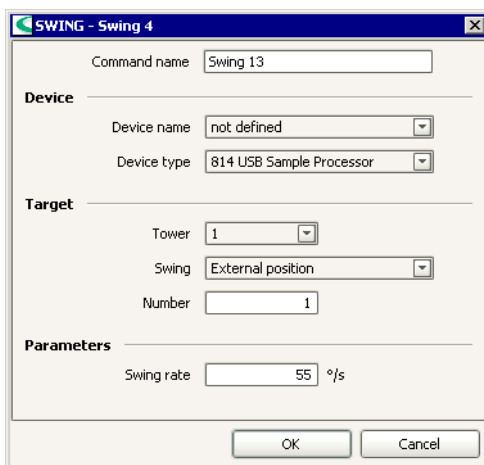 SWING - Swing 4
Command name Swing 13
Device
Device name not defined
Device type 814 USB Sample Processor
Target
Tower 1
Swing External position
Number 1
Parameters
Swing rate 55 °/s
OK Cancel